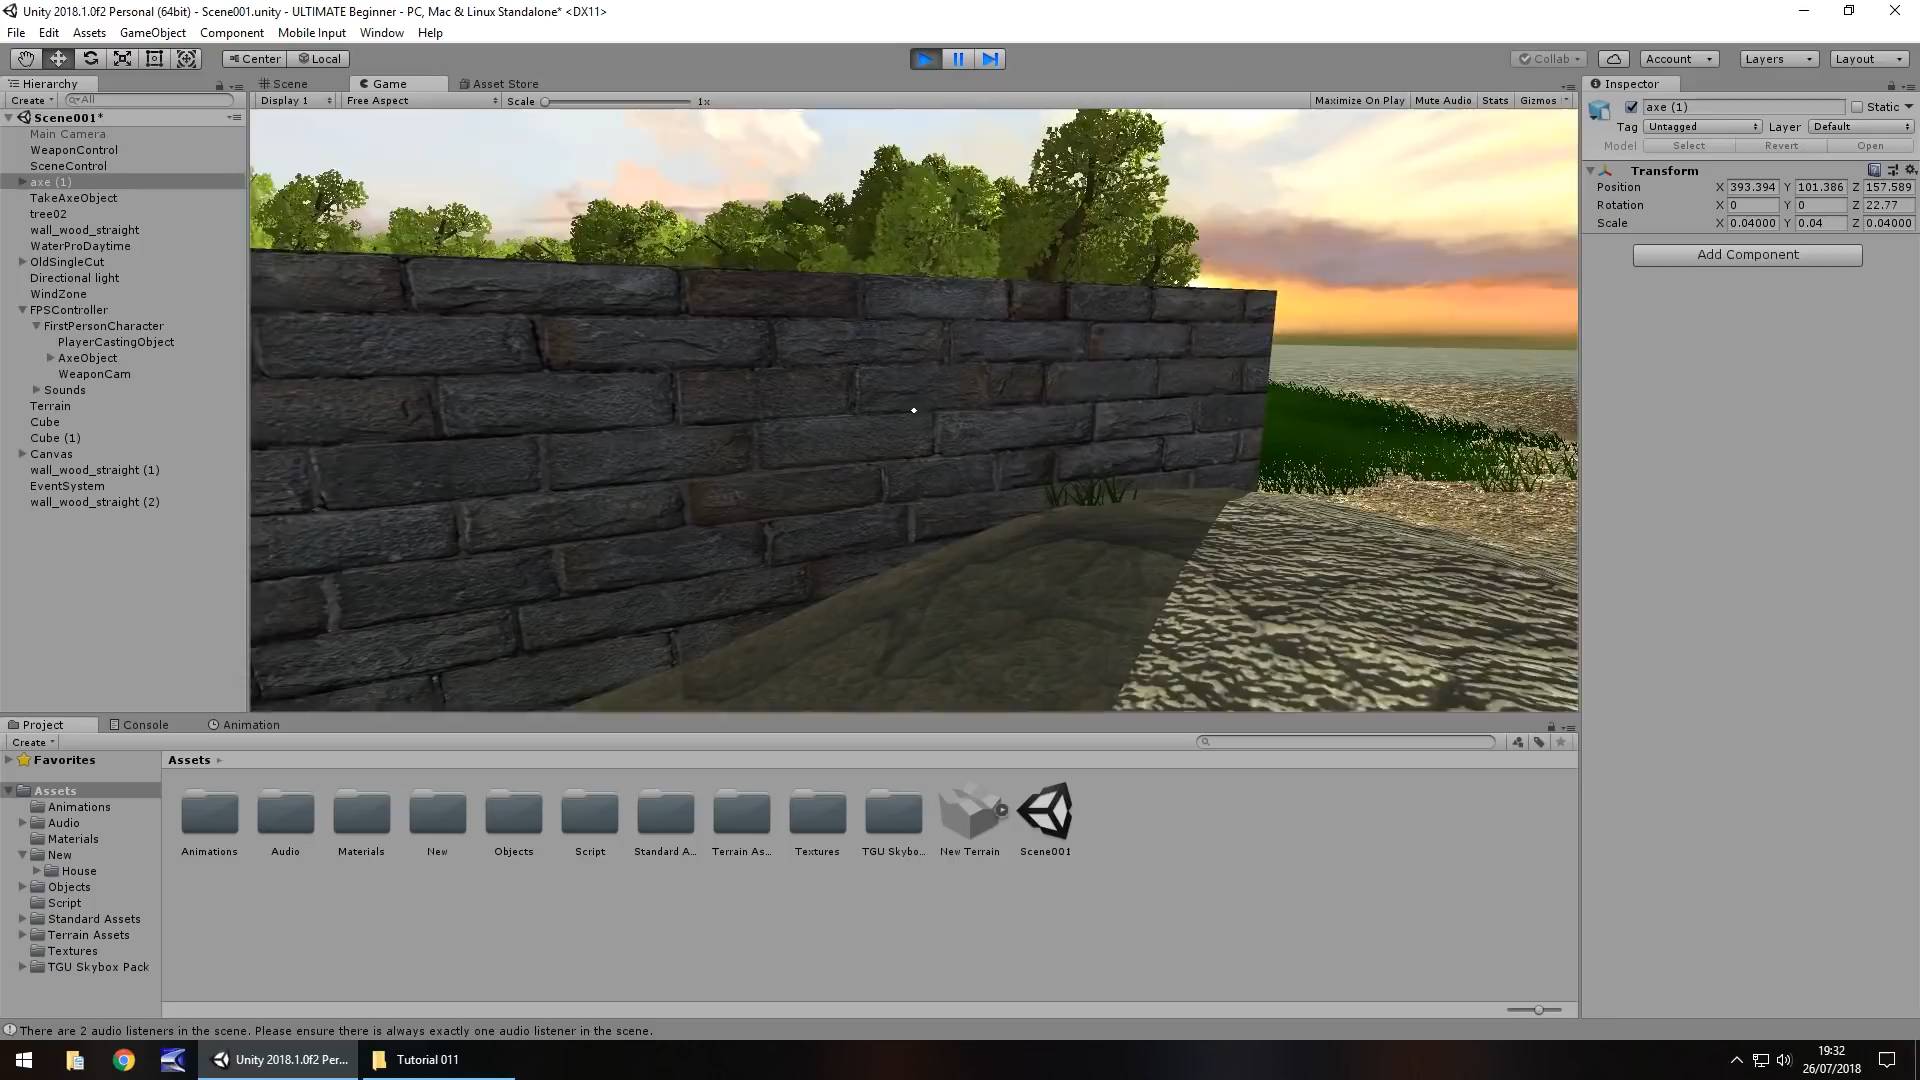 Unity 2018.1.0f2 Personal (64bit) - Scene001.unity - ULTIMATE Beginner - PC, Mac & Linux Standalone* <DX11>
File Edit Assets GameObject Component Mobile Input Window Help
Center Local Collab Account Layers Layout
Hierarchy Scene Game Asset Store Inspector
Create All Display 1 Free Aspect Scale 1x Maximize On Play Mute Audio Stats Gizmos
axe (1) Static
Tag Untagged Layer Default
Model Select Revert Open
Transform
Position X 393.394 Y 101.386 Z 157.589
Rotation X 0 Y 0 Z 22.77
Scale X 0.04000 Y 0.04 Z 0.04000
Add Component
Scene001*
Main Camera
WeaponControl
SceneControl
axe (1)
TakeAxeObject
tree02
wall_wood_straight
WaterProDaytime
OldSingleCut
Directional light
WindZone
FPSController
FirstPersonCharacter
PlayerCastingObject
AxeObject
WeaponCam
Sounds
Terrain
Cube
Cube (1)
Canvas
wall_wood_straight (1)
EventSystem
wall_wood_straight (2)
Project Console Animation
Create
Favorites
Assets
Animations
Audio
Materials
New
House
Objects
Script
Standard Assets
Terrain Assets
Textures
TGU Skybox Pack
Assets
Animations Audio Materials New Objects Script Standard A... Terrain As... Textures TGU Skybo... New Terrain Scene001
There are 2 audio listeners in the scene. Please ensure there is always exactly one audio listener in the scene.
Unity 2018.1.0f2 Per... Tutorial 011
19:32
26/07/2018